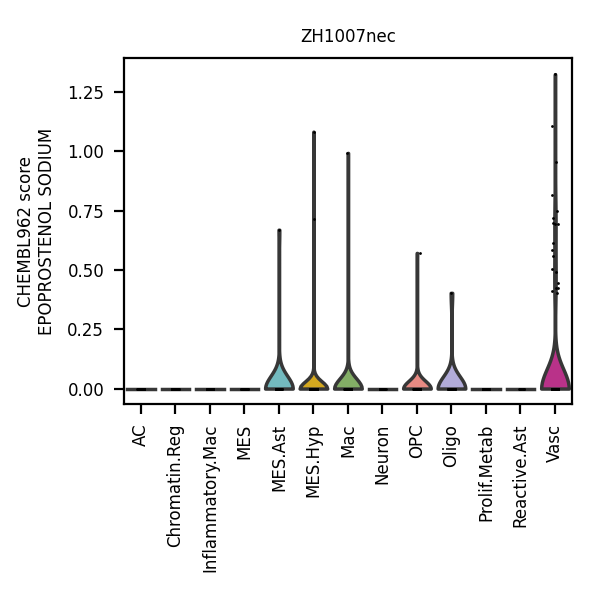 ZH1007nec
CHEMBL962 score
EPOPROSTENOL SODIUM
1.25
1.00
0.75
0.50
0.25
0.00
AC
Chromatin.Reg
Inflammatory.Mac
MES
MES.Ast
MES.Hyp
Mac
Neuron
OPC
Oligo
Prolif.Metab
Reactive.Ast
Vasc